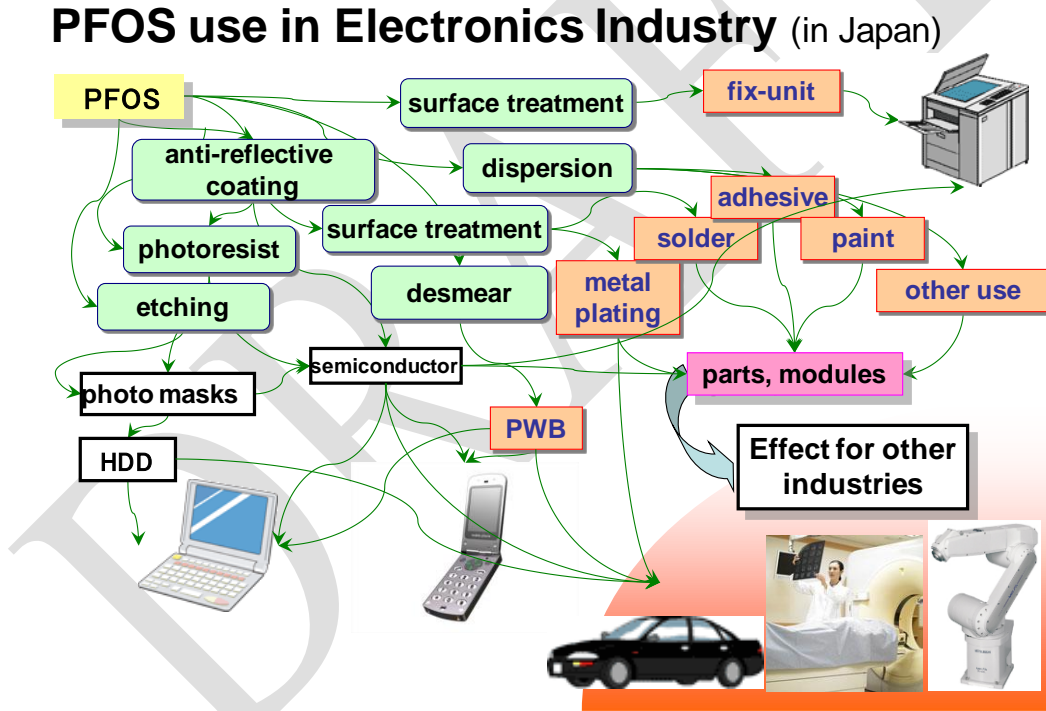 PFOS use in Electronics Industry (in Japan)
PFOS
surface treatment
fix-unit
anti-reflective
coating
dispersion
adhesive
surface treatment
solder
paint
photoresist
desmear
metal
plating
other use
etching
semiconductor
parts, modules
photo masks
PWB
Effect for other
industries
HDD
DRAFT